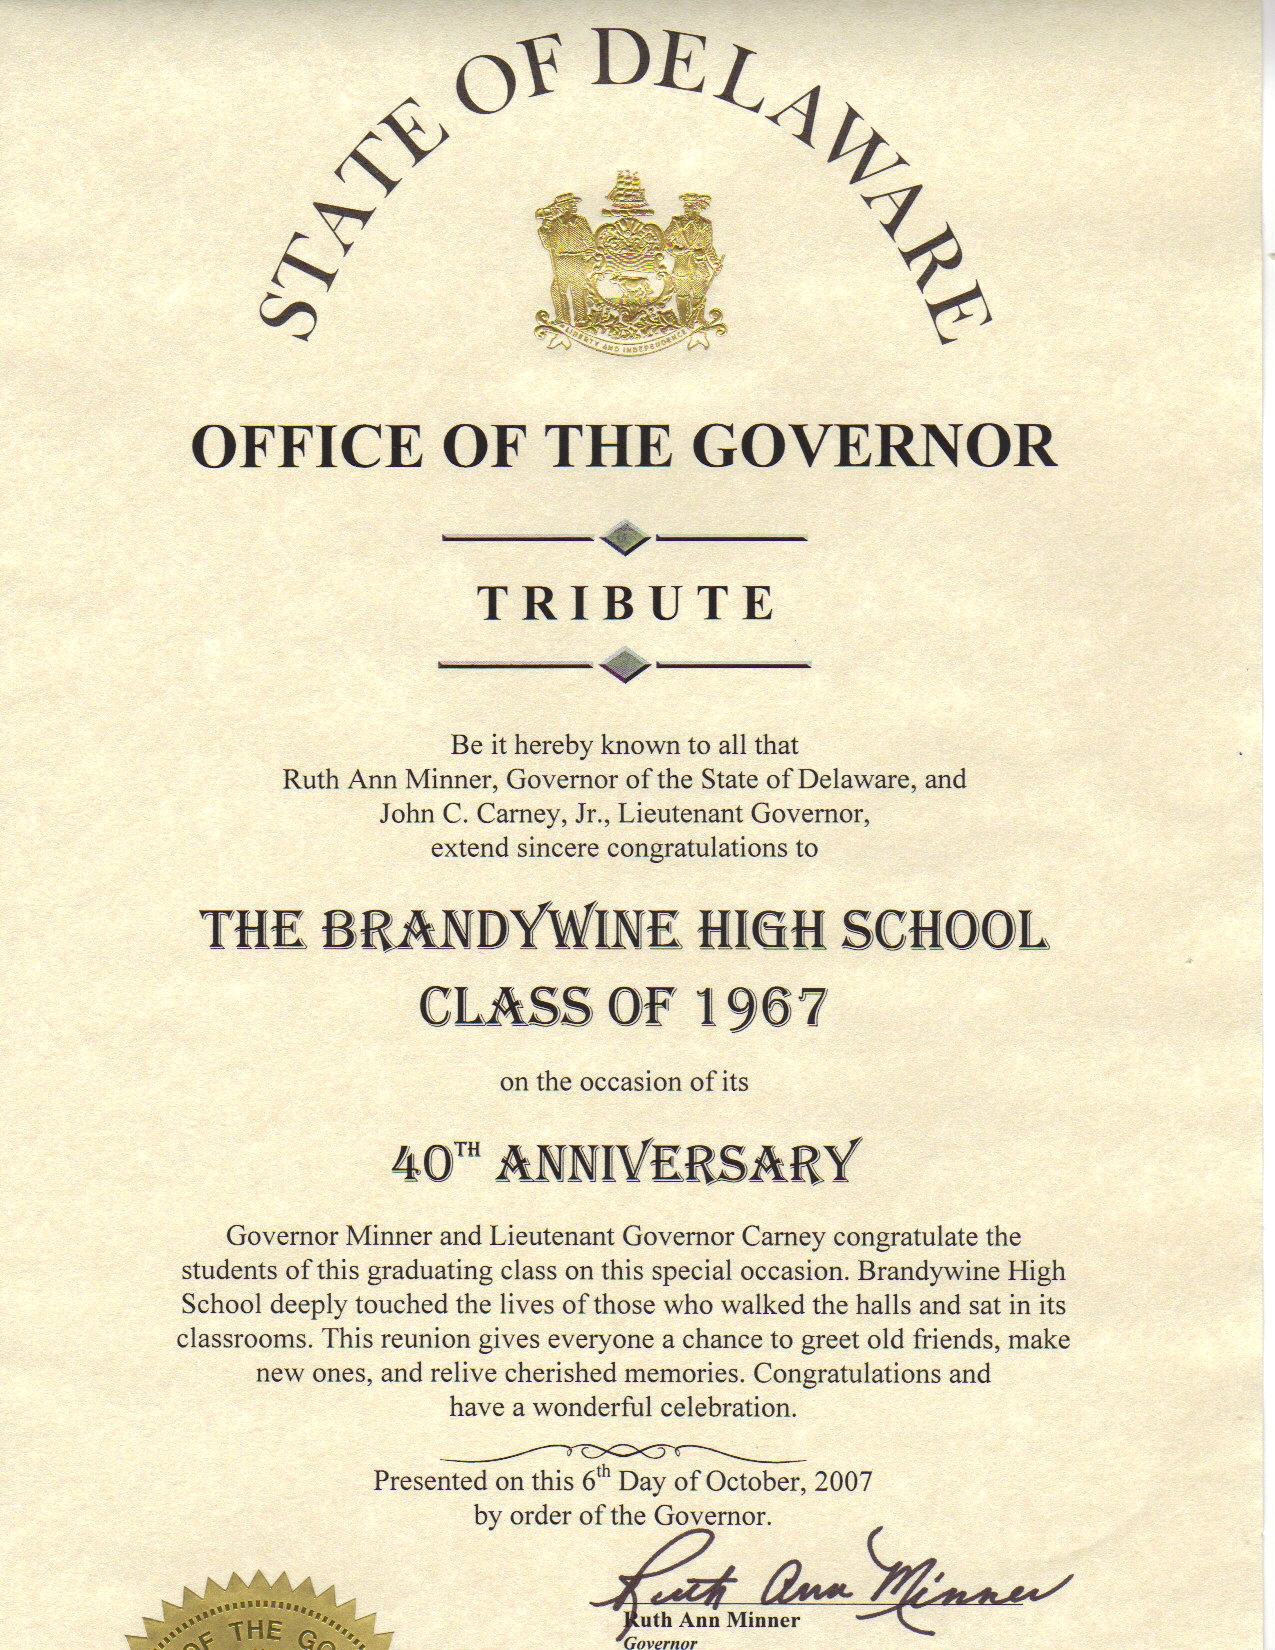 STATE OF DELAWARE
LIBERTY AND INDEPENDENCE
OFFICE OF THE GOVERNOR
TRIBUTE
Be it hereby known to all that
Ruth Ann Minner, Governor of the State of Delaware, and
John C. Carney, Jr., Lieutenant Governor,
extend sincere congratulations to
THE BRANDYWINE HIGH SCHOOL
CLASS OF 1967
on the occasion of its
40TH ANNIVERSARY
Governor Minner and Lieutenant Governor Carney congratulate the
students of this graduating class on this special occasion. Brandywine High
School deeply touched the lives of those who walked the halls and sat in its
classrooms. This reunion gives everyone a chance to greet old friends, make
new ones, and relive cherished memories. Congratulations and
have a wonderful celebration.
Presented on this 6th Day of October, 2007
by order of the Governor.
Ruth Ann Minner
Ruth Ann Minner
Governor
OF THE GO